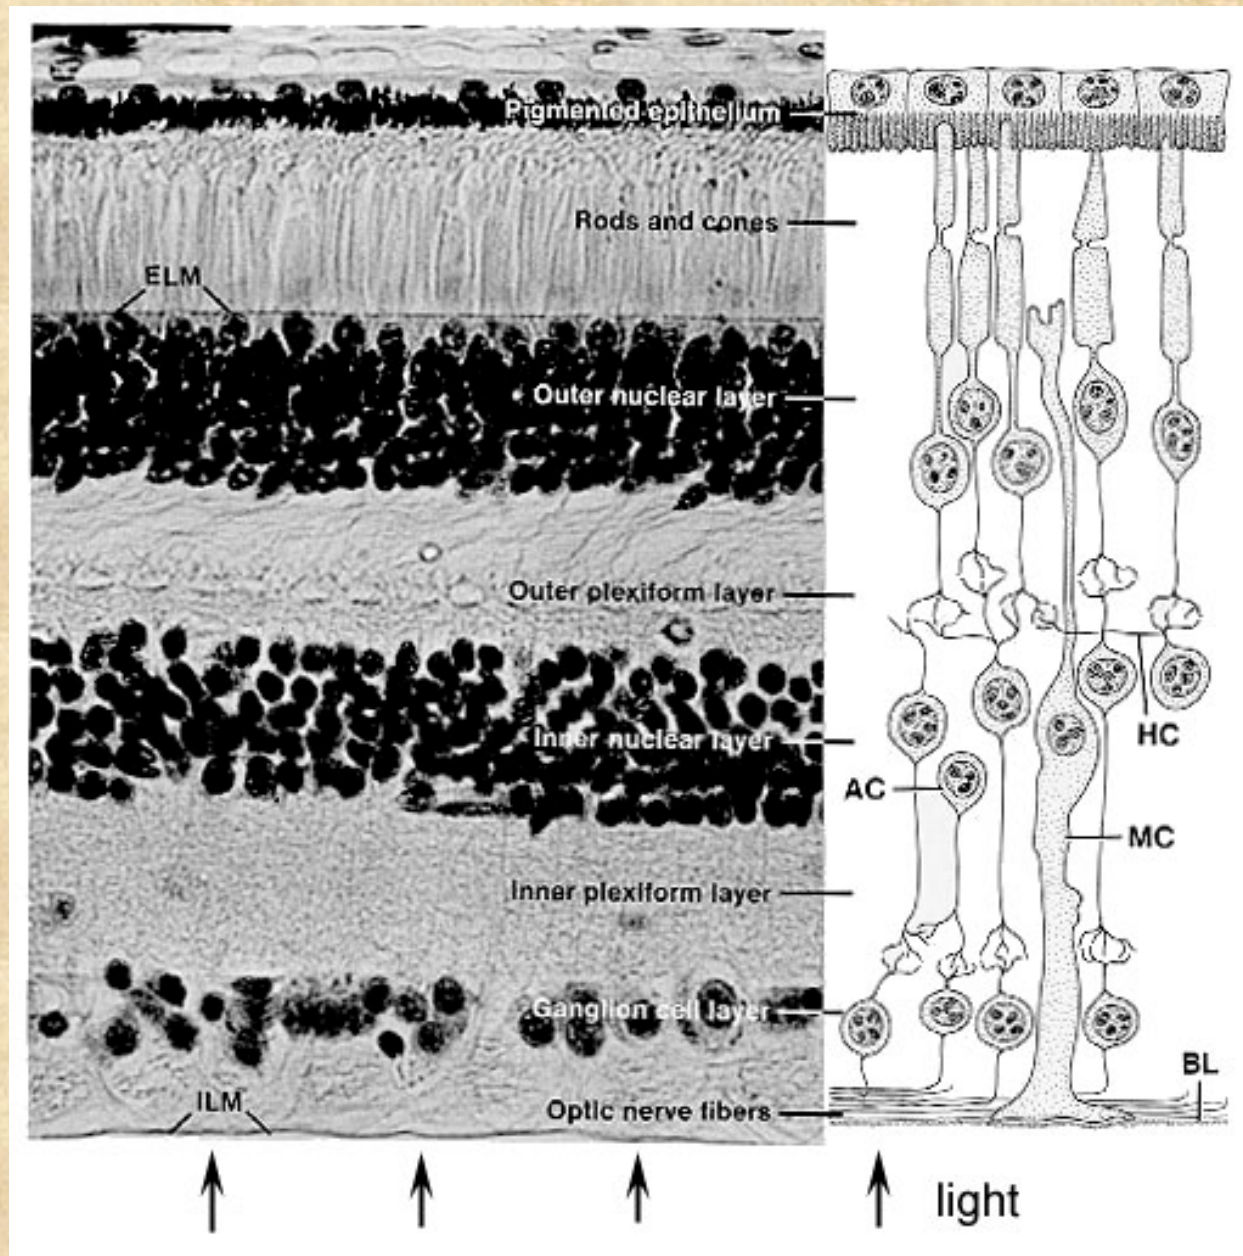 Pigmented epithelium
Rods and cones
ELM
Outer nuclear layer
Outer plexiform layer
Inner nuclear layer
HC
AC
MC
Inner plexiform layer
Ganglion cell layer
BL
ILM
Optic nerve fibers
light